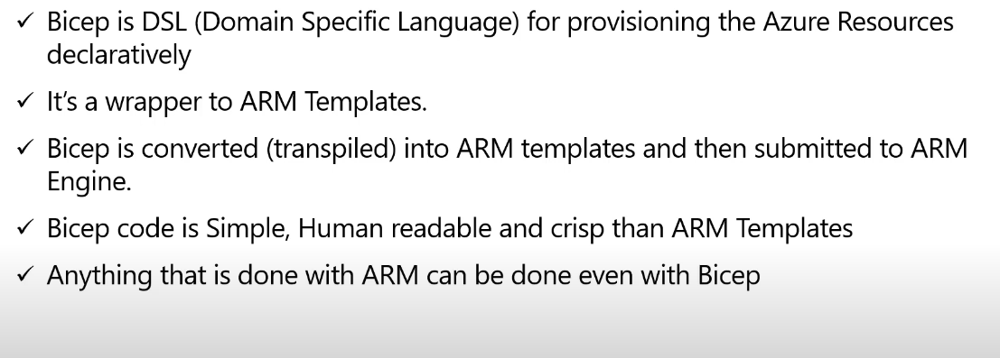 ✓ Bicep is DSL (Domain Specific Language) for provisioning the Azure Resources
declaratively
✓ It's a wrapper to ARM Templates.
✓ Bicep is converted (transpiled) into ARM templates and then submitted to ARM
Engine.
✓ Bicep code is Simple, Human readable and crisp than ARM Templates
✓ Anything that is done with ARM can be done even with Bicep